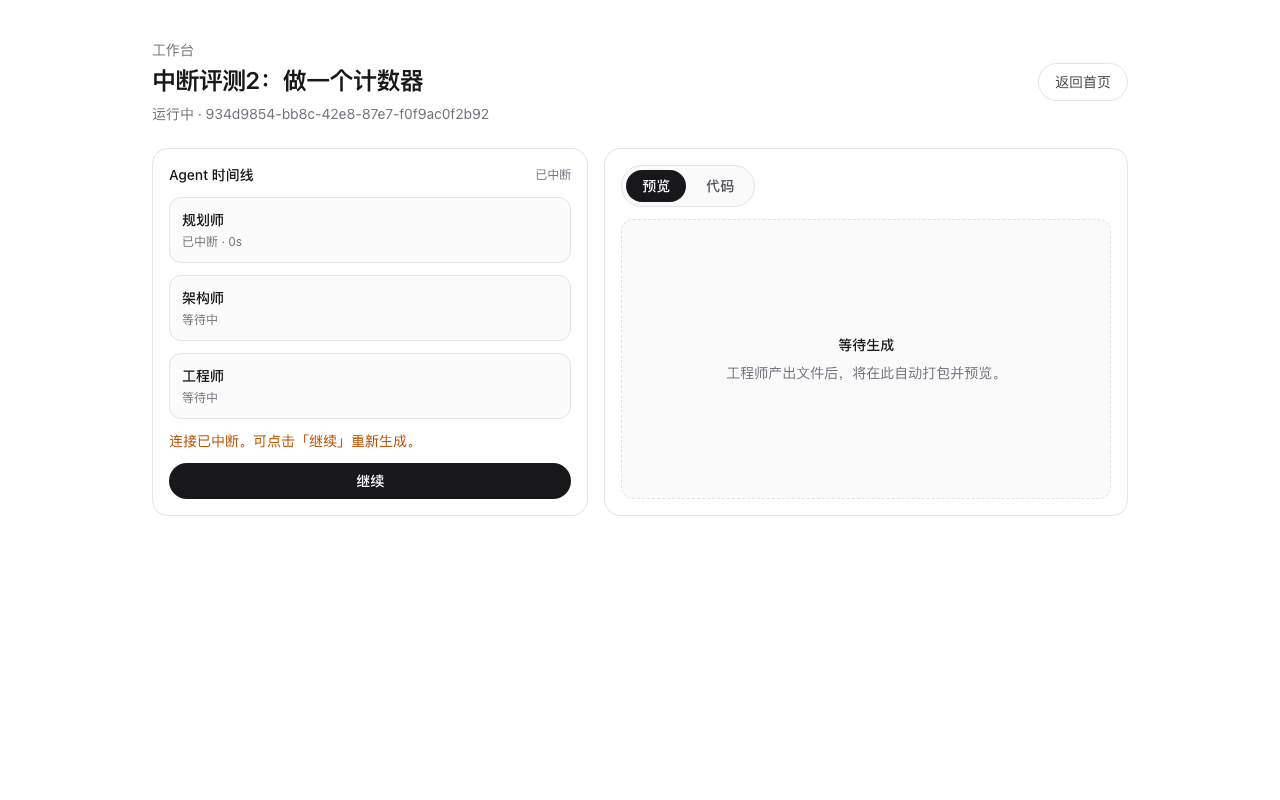 工作台
中断评测2：做一个计数器
返回首页
运行中 · 934d9854-bb8c-42e8-87e7-f0f9ac0f2b92
Agent 时间线
已中断
规划师
已中断 · 0s
架构师
等待中
工程师
等待中
连接已中断。可点击「继续」重新生成。
继续
预览
代码
等待生成
工程师产出文件后，将在此自动打包并预览。